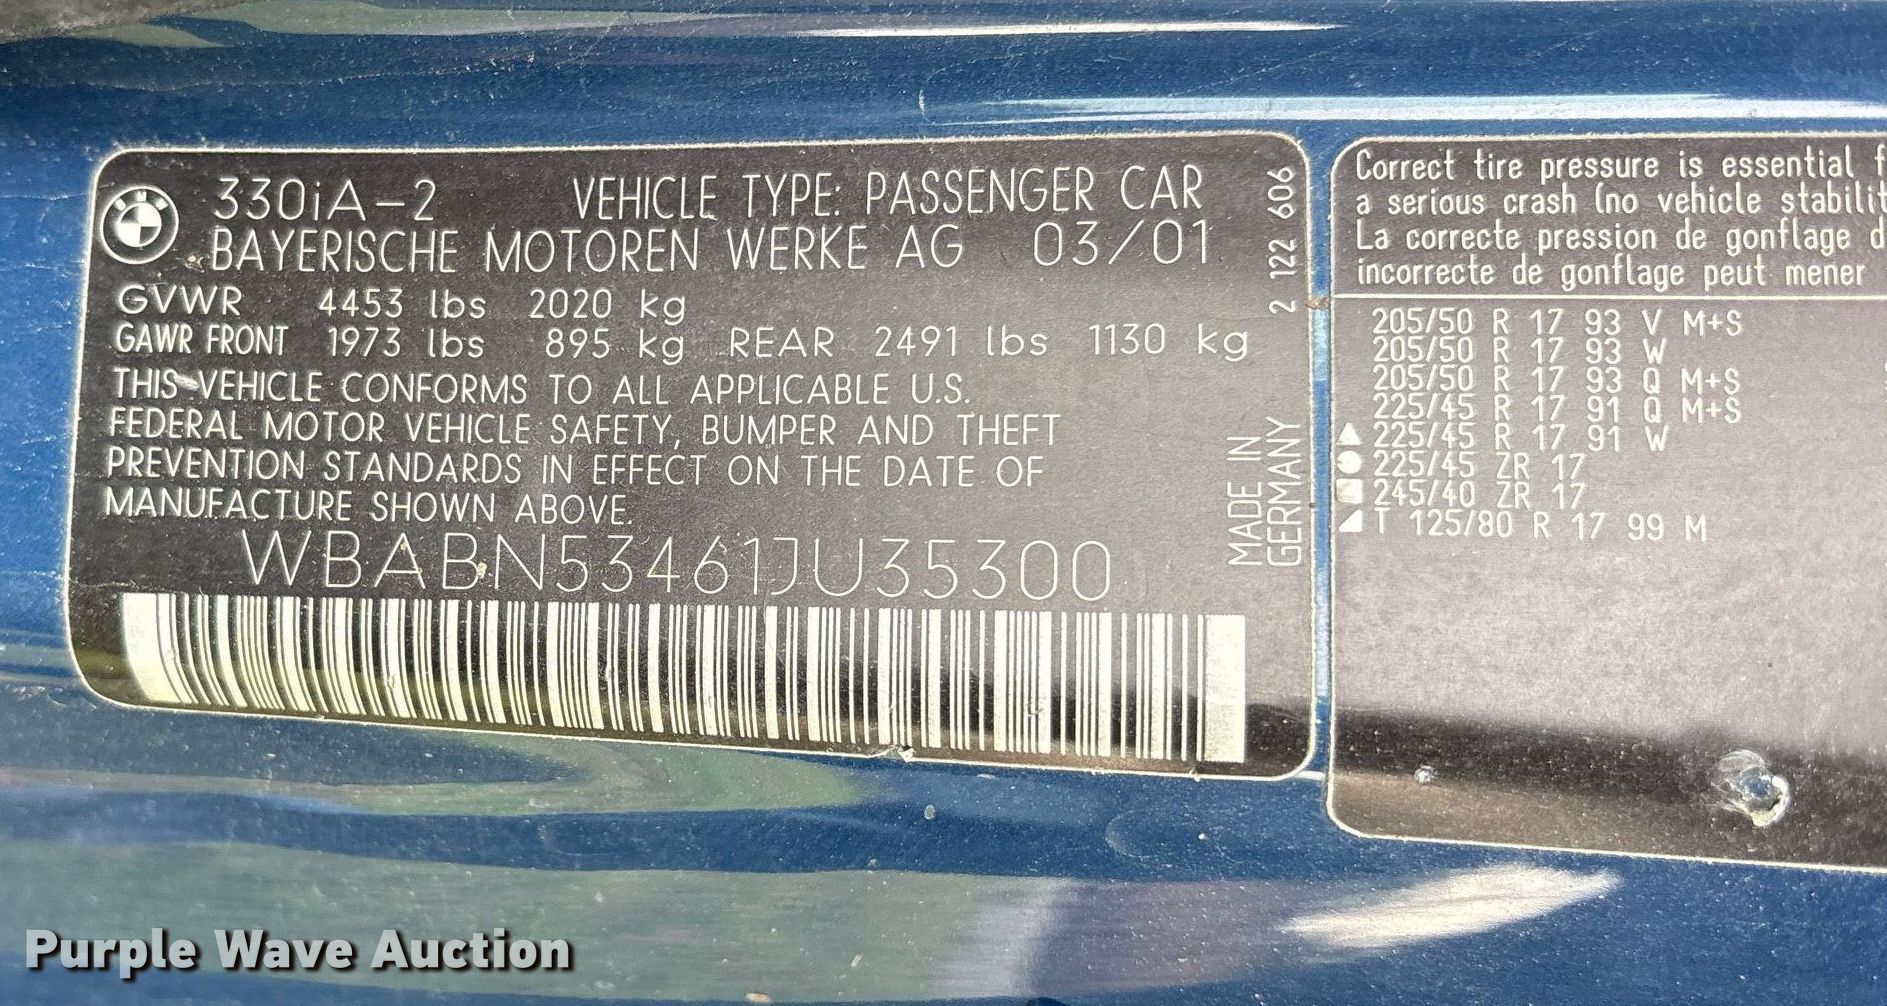 BMW
330iA-2 VEHICLE TYPE: PASSENGER CAR
BAYERISCHE MOTOREN WERKE AG 03/01
GVWR 4453 lbs 2020 kg
GAWR FRONT 1973 lbs 895 kg REAR 2491 lbs 1130 kg
THIS VEHICLE CONFORMS TO ALL APPLICABLE U.S.
FEDERAL MOTOR VEHICLE SAFETY, BUMPER AND THEFT
PREVENTION STANDARDS IN EFFECT ON THE DATE OF
MANUFACTURE SHOWN ABOVE.
WBABN53461JU35300
2 122 606
MADE IN
GERMANY
Correct tire pressure is essential f
a serious crash (no vehicle stabilit
La correcte pression de gonflage d
incorrecte de gonflage peut mener
205/50 R 17 93 V M+S
205/50 R 17 93 W
205/50 R 17 93 Q M+S
225/45 R 17 91 Q M+S
225/45 R 17 91 W
225/45 ZR 17
245/40 ZR 17
T 125/80 R 17 99 M
Purple Wave Auction